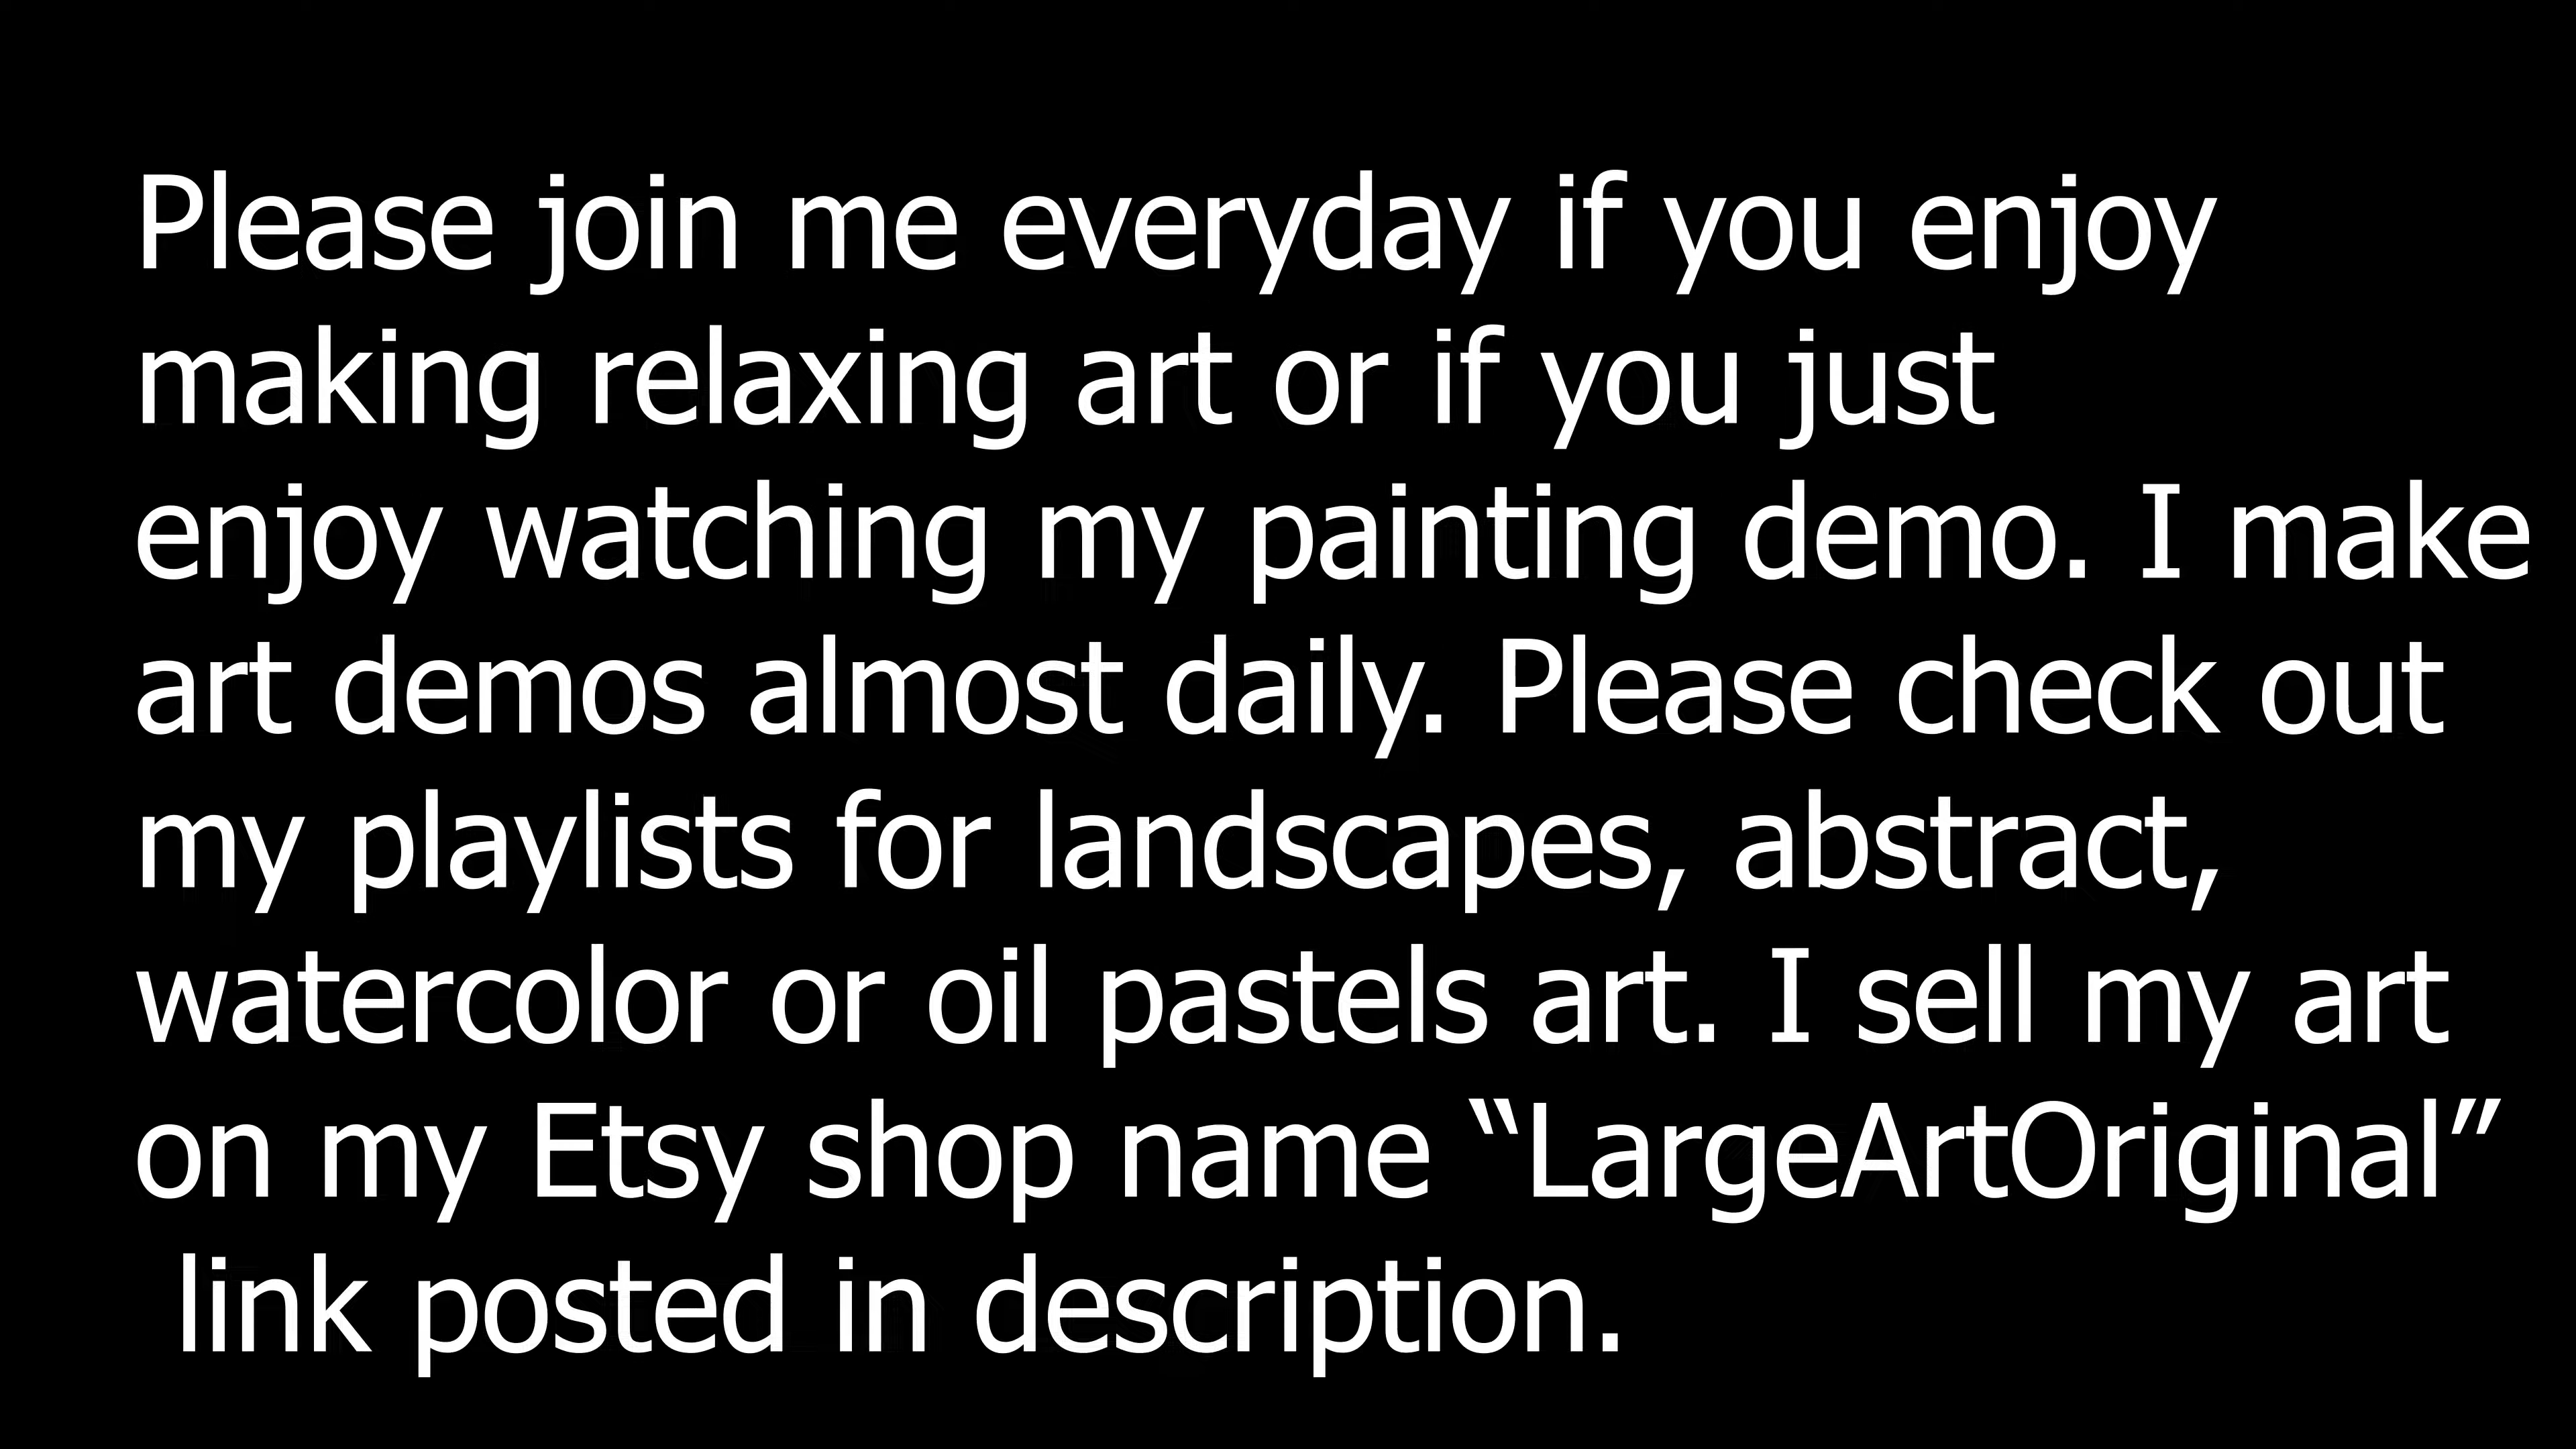 Please join me everyday if you enjoy
making relaxing art or if you just
enjoy watching my painting demo. I make
art demos almost daily. Please check out
my playlists for landscapes, abstract,
watercolor or oil pastels art. I sell my art
on my Etsy shop name “LargeArtOriginal”
link posted in description.